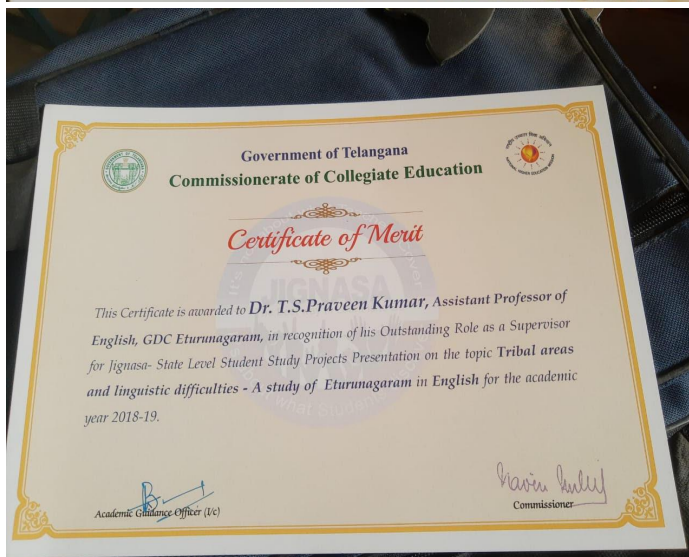 Government of Telangana
Commissionerate of Collegiate Education
Certificate of Merit
JIGNASA
This Certificate is awarded to Dr. T.S.Praveen Kumar, Assistant Professor of
English, GDC Eturunagaram, in recognition of his Outstanding Role as a Supervisor
for Jignasa- State Level Student Study Projects Presentation on the topic Tribal areas
and linguistic difficulties - A study of Eturunagaram in English for the academic
year 2018-19.
Academic Guidance Officer (I/c)
Commissioner